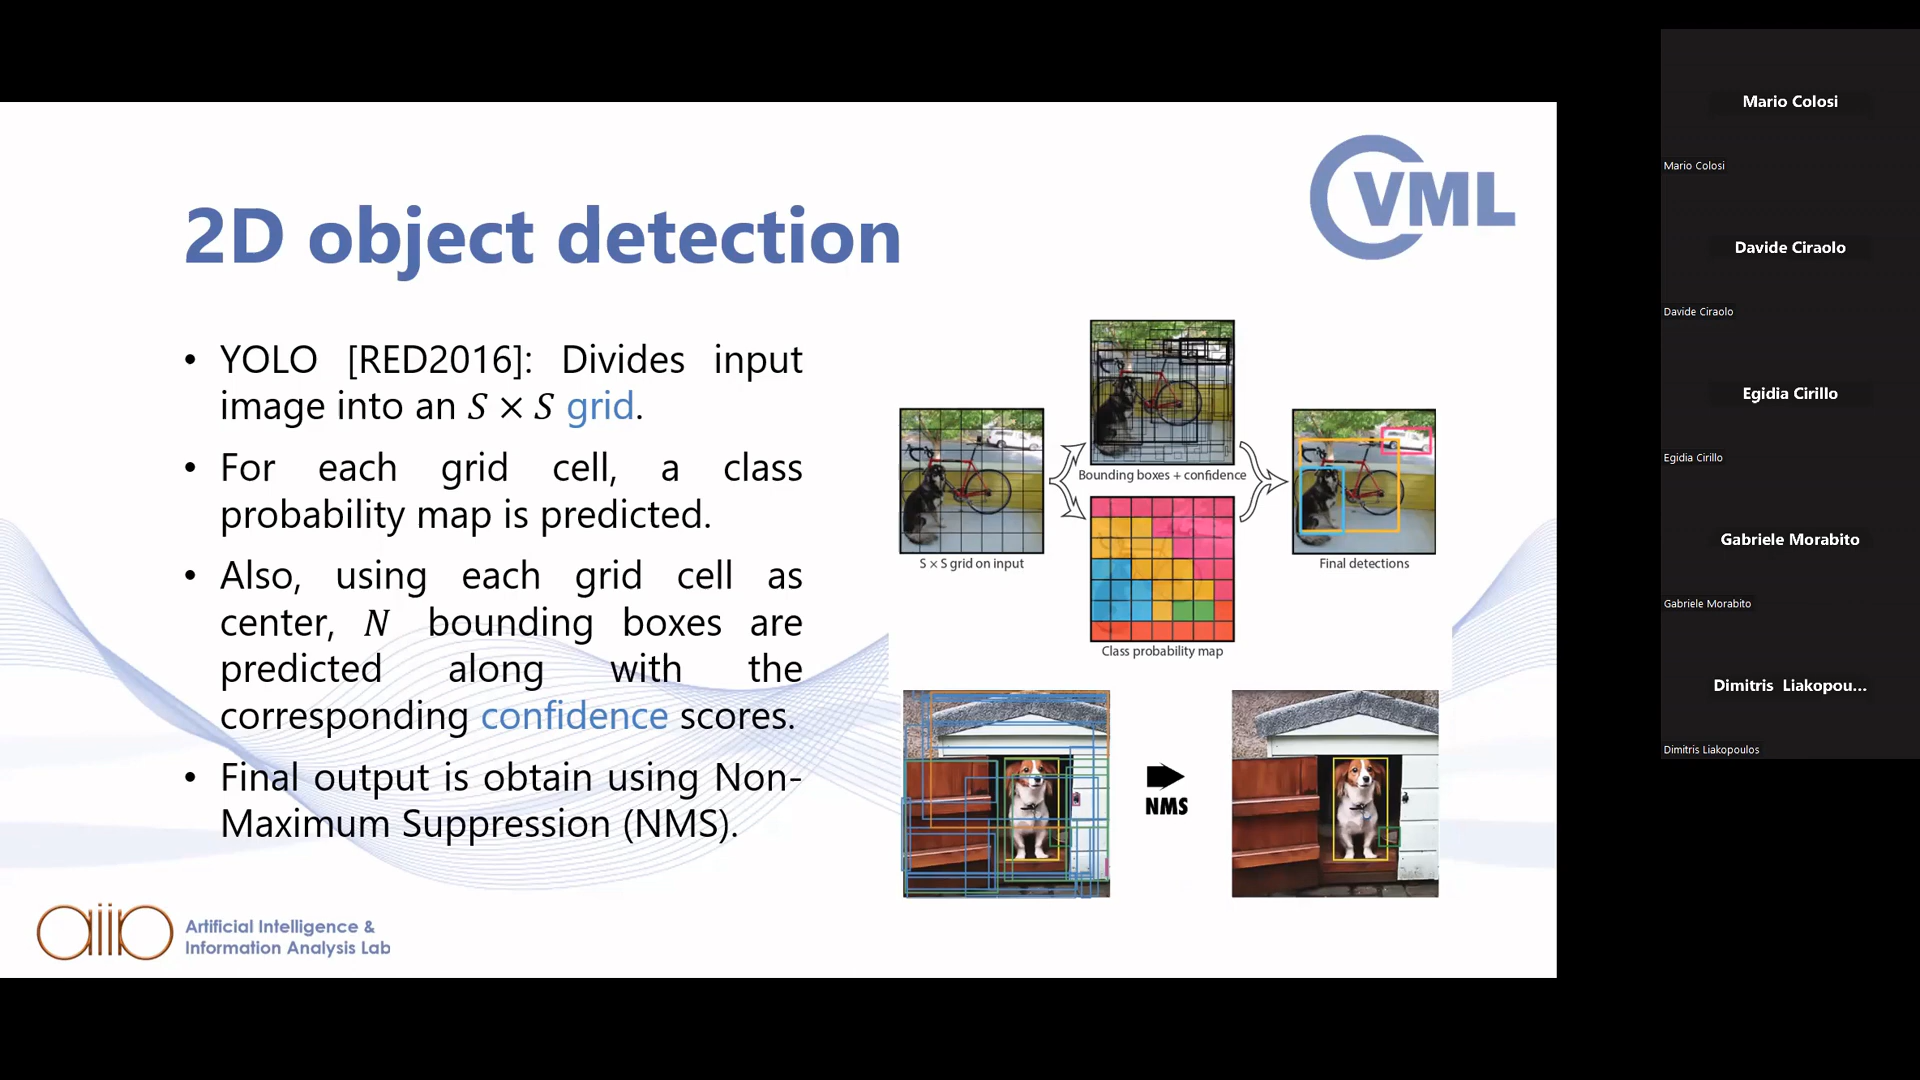 2D object detection
CVML
• YOLO [RED2016]: Divides input
image into an S × S grid.
• For each grid cell, a class
probability map is predicted.
• Also, using each grid cell as
center, N bounding boxes are
predicted along with the
corresponding confidence scores.
• Final output is obtain using Non-
Maximum Suppression (NMS).
S × S grid on input
Bounding boxes + confidence
Class probability map
Final detections
NMS
aiia
Artificial Intelligence &
Information Analysis Lab
Mario Colosi
Mario Colosi
Davide Ciraolo
Davide Ciraolo
Egidia Cirillo
Egidia Cirillo
Gabriele Morabito
Gabriele Morabito
Dimitris Liakopou...
Dimitris Liakopoulos